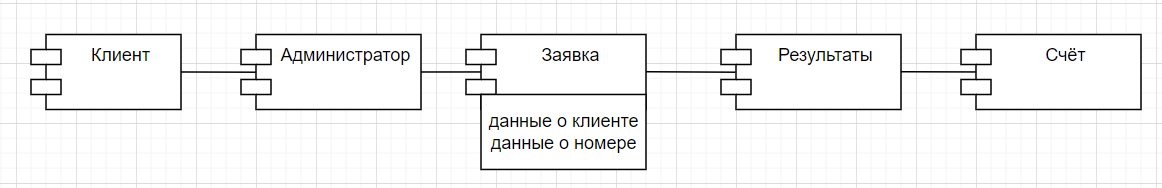 Клиент
Администратор
Заявка
Результаты
Счёт
данные о клиенте
данные о номере